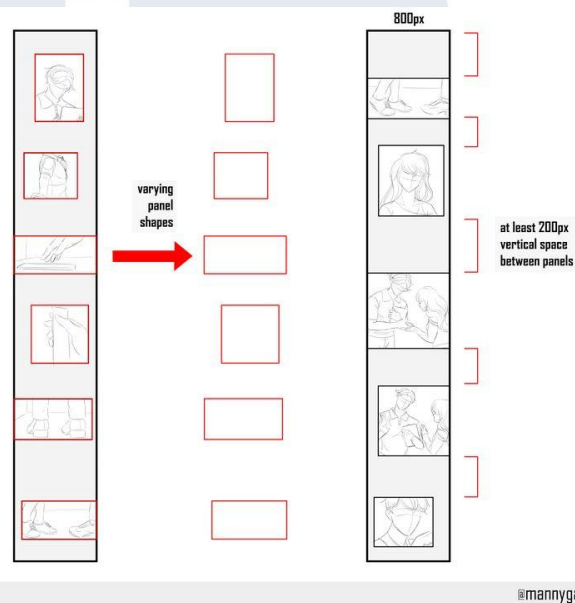 800px
varying
panel
shapes
at least 200px
vertical space
between panels